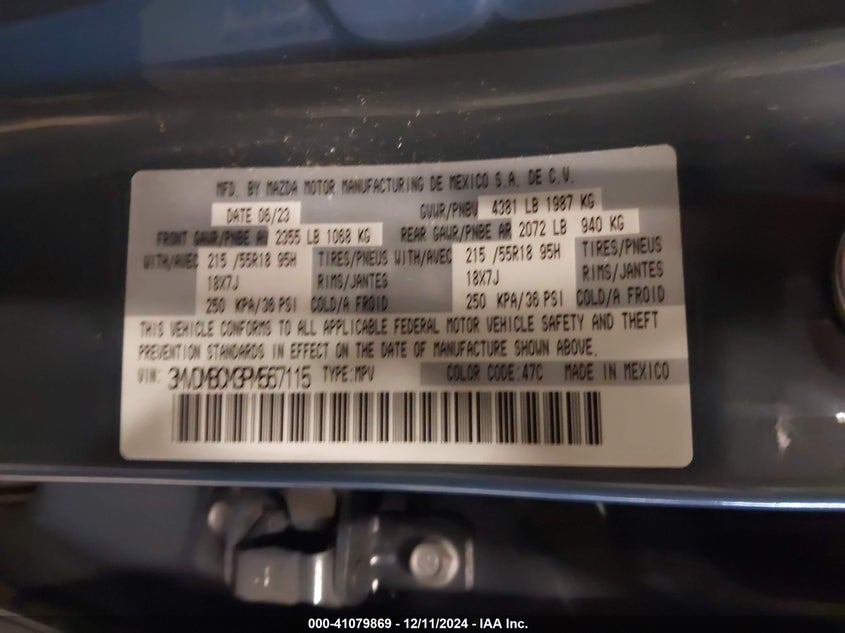 MFD. BY MAZDA MOTOR MANUFACTURING DE MEXICO S.A. DE C.V.
DATE 06/23 GVWR/PNBV 4381 LB 1987 KG
FRONT GAWR/PNBE AV 2355 LB 1068 KG REAR GAWR/PNBE AR 2072 LB 940 KG
WITH/AVEC 215 /55R18 95H TIRES/PNEUS WITH/AVEC 215 /55R18 95H TIRES/PNEUS
18X7J RIMS/JANTES 18X7J RIMS/JANTES
250 KPA/36 PSI COLD/A FROID 250 KPA/36 PSI COLD/A FROID
THIS VEHICLE CONFORMS TO ALL APPLICABLE FEDERAL MOTOR VEHICLE SAFETY AND THEFT
PREVENTION STANDARDS IN EFFECT ON THE DATE OF MANUFACTURE SHOWN ABOVE.
VIN: 3MVDMBCM3PM567115 TYPE:MPV COLOR CODE:47C MADE IN MEXICO
000-41079869 - 12/11/2024 - IAA Inc.